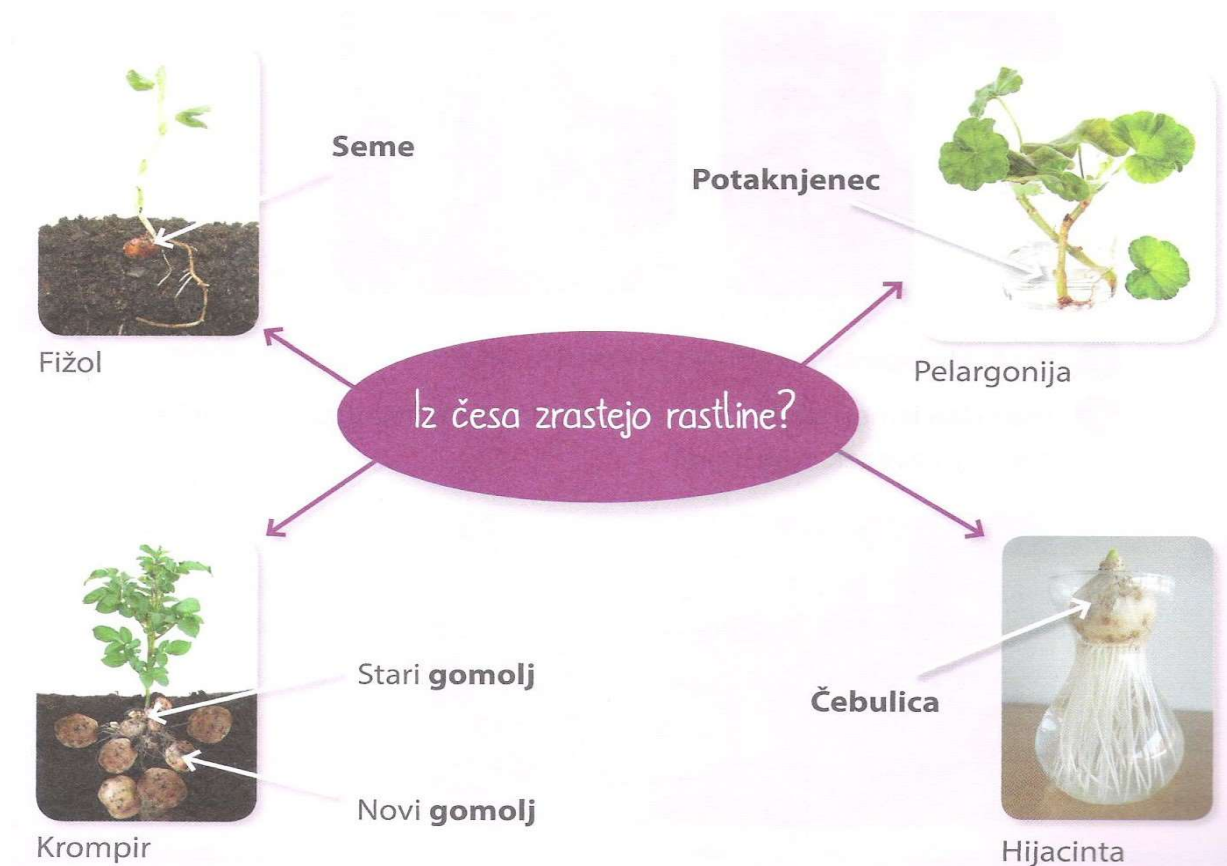 Seme
Potaknjenec
Fižol
Pelargonija
Iz česa zrastejo rastline?
Stari gomolj
Čebulica
Novi gomolj
Krompir
Hijacinta